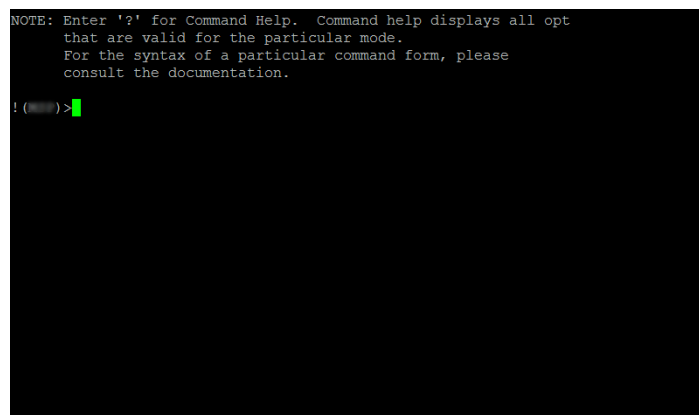 NOTE: Enter '?' for Command Help.  Command help displays all opt
that are valid for the particular mode.
For the syntax of a particular command form, please
consult the documentation.
!( )>